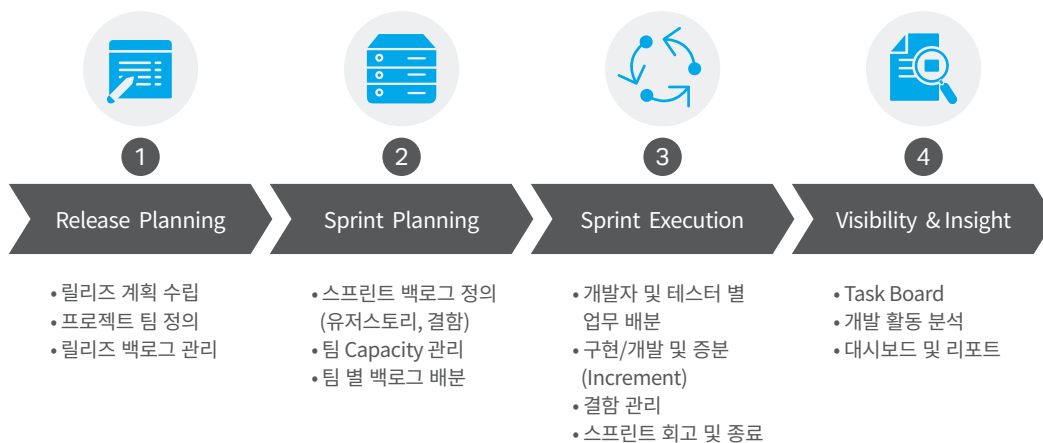 1
Release Planning
• 릴리즈 계획 수립
• 프로젝트 팀 정의
• 릴리즈 백로그 관리
2
Sprint Planning
• 스프린트 백로그 정의
(유저스토리, 결함)
• 팀 Capacity 관리
• 팀 별 백로그 배분
3
Sprint Execution
• 개발자 및 테스터 별
업무 배분
• 구현/개발 및 증분
(Increment)
• 결함 관리
• 스프린트 회고 및 종료
4
Visibility & Insight
• Task Board
• 개발 활동 분석
• 대시보드 및 리포트